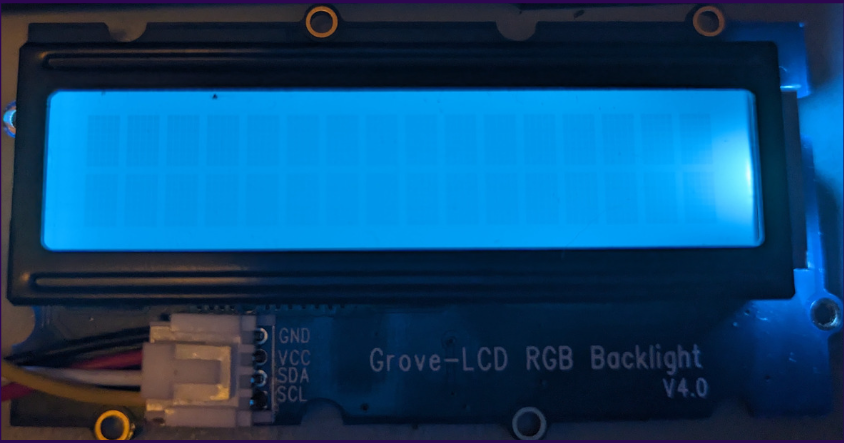 GND
VCC
SDA
SCL
Grove-LCD RGB Backlight
V4.0